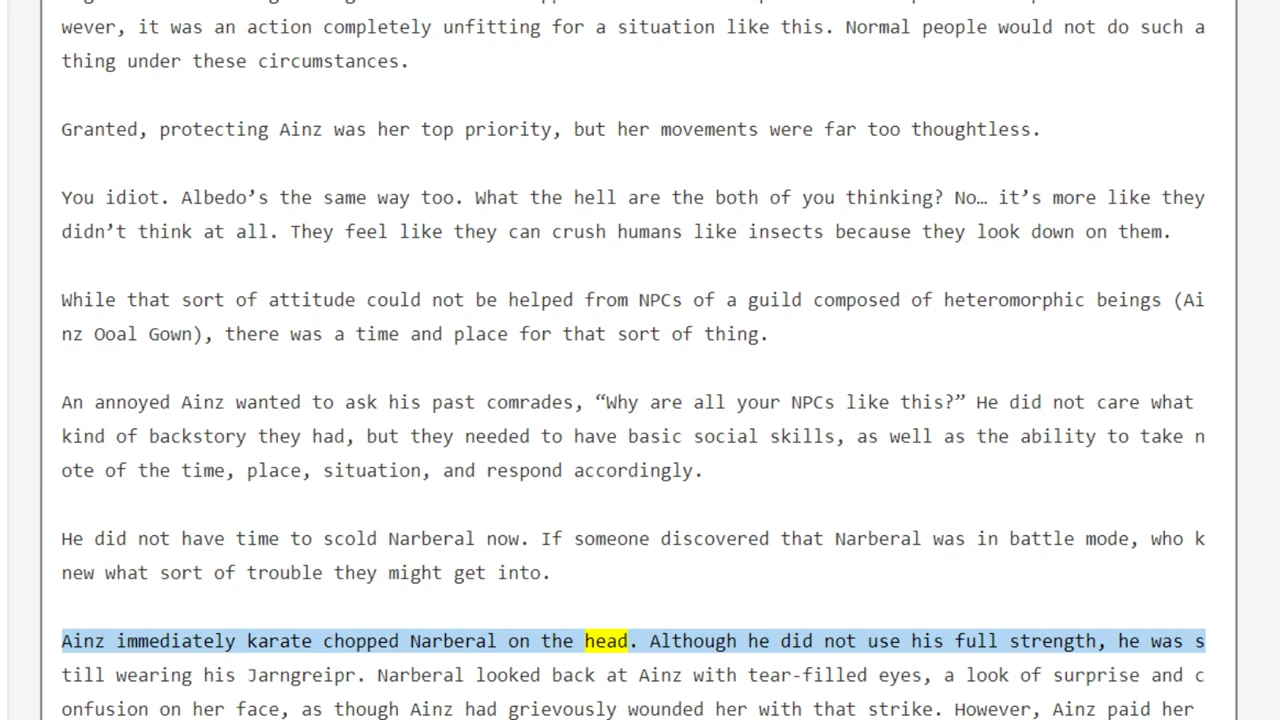 wever, it was an action completely unfitting for a situation like this. Normal people would not do such a
thing under these circumstances.
Granted, protecting Ainz was her top priority, but her movements were far too thoughtless.
You idiot. Albedo’s the same way too. What the hell are the both of you thinking? No… it’s more like they
didn’t think at all. They feel like they can crush humans like insects because they look down on them.
While that sort of attitude could not be helped from NPCs of a guild composed of heteromorphic beings (Ai
nz Ooal Gown), there was a time and place for that sort of thing.
An annoyed Ainz wanted to ask his past comrades, “Why are all your NPCs like this?” He did not care what
kind of backstory they had, but they needed to have basic social skills, as well as the ability to take n
ote of the time, place, situation, and respond accordingly.
He did not have time to scold Narberal now. If someone discovered that Narberal was in battle mode, who k
new what sort of trouble they might get into.
Ainz immediately karate chopped Narberal on the head. Although he did not use his full strength, he was s
till wearing his Jarngreipr. Narberal looked back at Ainz with tear-filled eyes, a look of surprise and c
onfusion on her face, as though Ainz had grievously wounded her with that strike. However, Ainz paid her